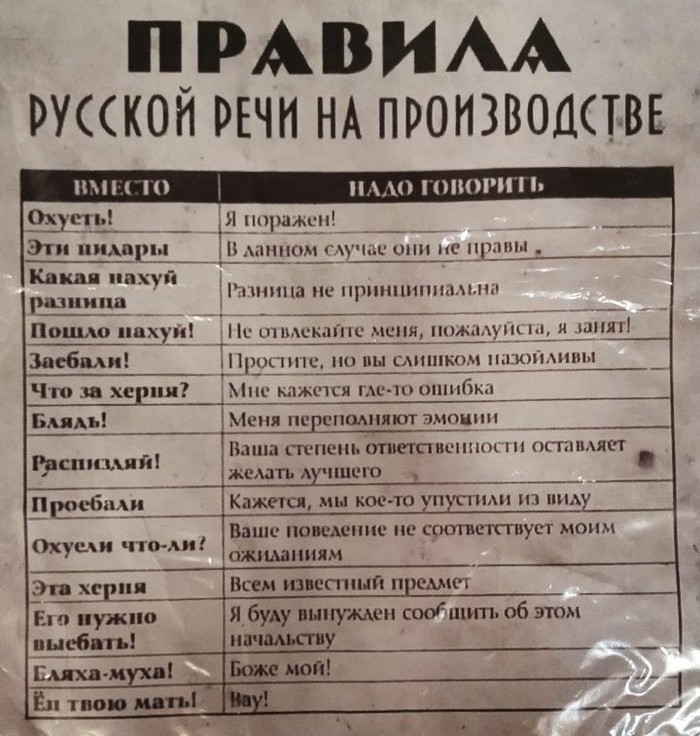 ПРАВИЛА
РУССКОЙ РЕЧИ НА ПРОИЗВОДСТВЕ
ВМЕСТО НАДО ГОВОРИТЬ
Охуеть! Я поражен!
Эти пидары В данном случае они не правы
Какая нахуй
разница
Разница не принципиальна
Пошло нахуй! Не отвлекайте меня, пожалуйста, я занят!
Заебали! Простите, но вы слишком назойливы
Что за херня? Мне кажется где-то ошибка
Блядь! Меня переполняют эмоции
Распиздяй!
Ваша степень ответственности оставляет
желать лучшего
Проебали Кажется, мы кое-то упустили из виду
Охуели что-ли?
Ваше поведение не соответствует моим
ожиданиям
Эта херня Всем известный предмет
Его нужно
выебать!
Я буду вынужден сообщить об этом
начальству
Бляха-муха! Боже мой!
Ёп твою мать! Вау!